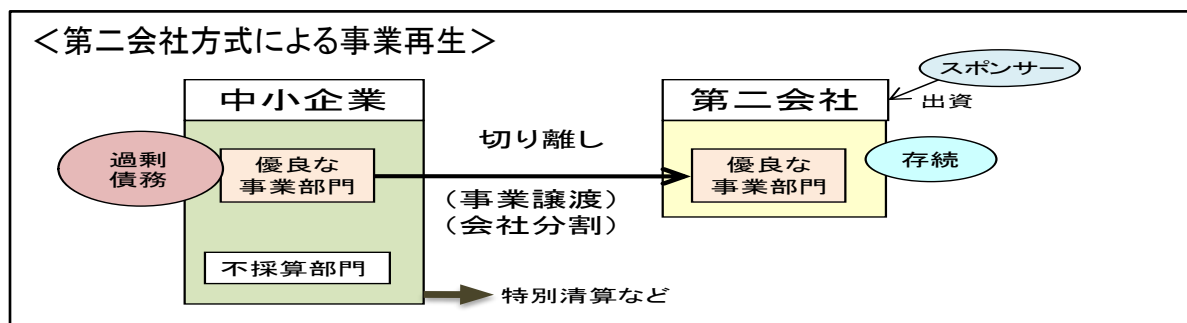 ＜第二会社方式による事業再生＞
スポンサー
中小企業
第二会社
出資
切り離し
過剰
債務
優良な
事業部門
優良な
事業部門
存続
（事業譲渡）
（会社分割）
不採算部門
特別清算など